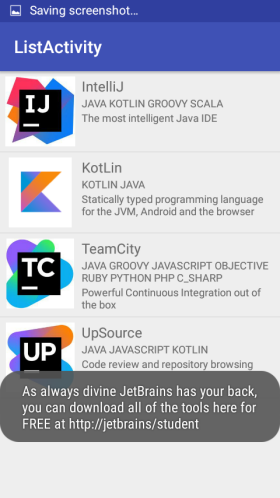 Saving screenshot...
ListActivity
IntelliJ
JAVA KOTLIN GROOVY SCALA
The most intelligent Java IDE
IJ
KotLin
KOTLIN JAVA
Statically typed programming language
for the JVM, Android and the browser
TeamCity
TC
JAVA GROOVY JAVASCRIPT OBJECTIVE
RUBY PYTHON PHP C_SHARP
Powerful Continuous Integration out of
the box
UpSource
UP
JAVA JAVASCRIPT KOTLIN
Code review and repository browsing
As always divine JetBrains has your back,
you can download all of the tools here for
FREE at http://jetbrains/student